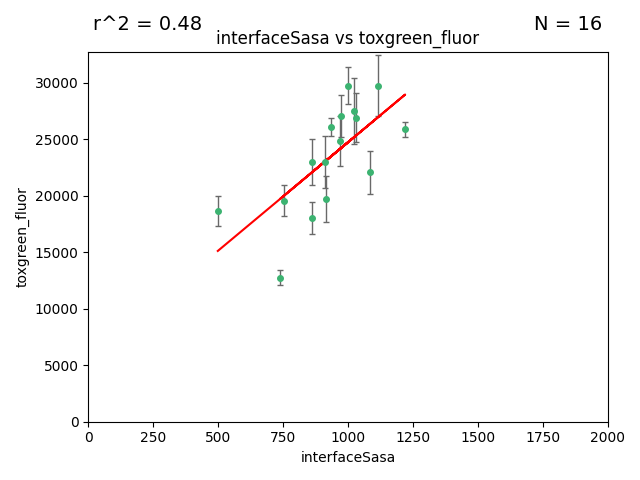 r^2 = 0.48
N = 16
interfaceSasa vs toxgreen_fluor
toxgreen_fluor
30000
25000
20000
15000
10000
5000
0
0 250 500 750 1000 1250 1500 1750 2000
interfaceSasa